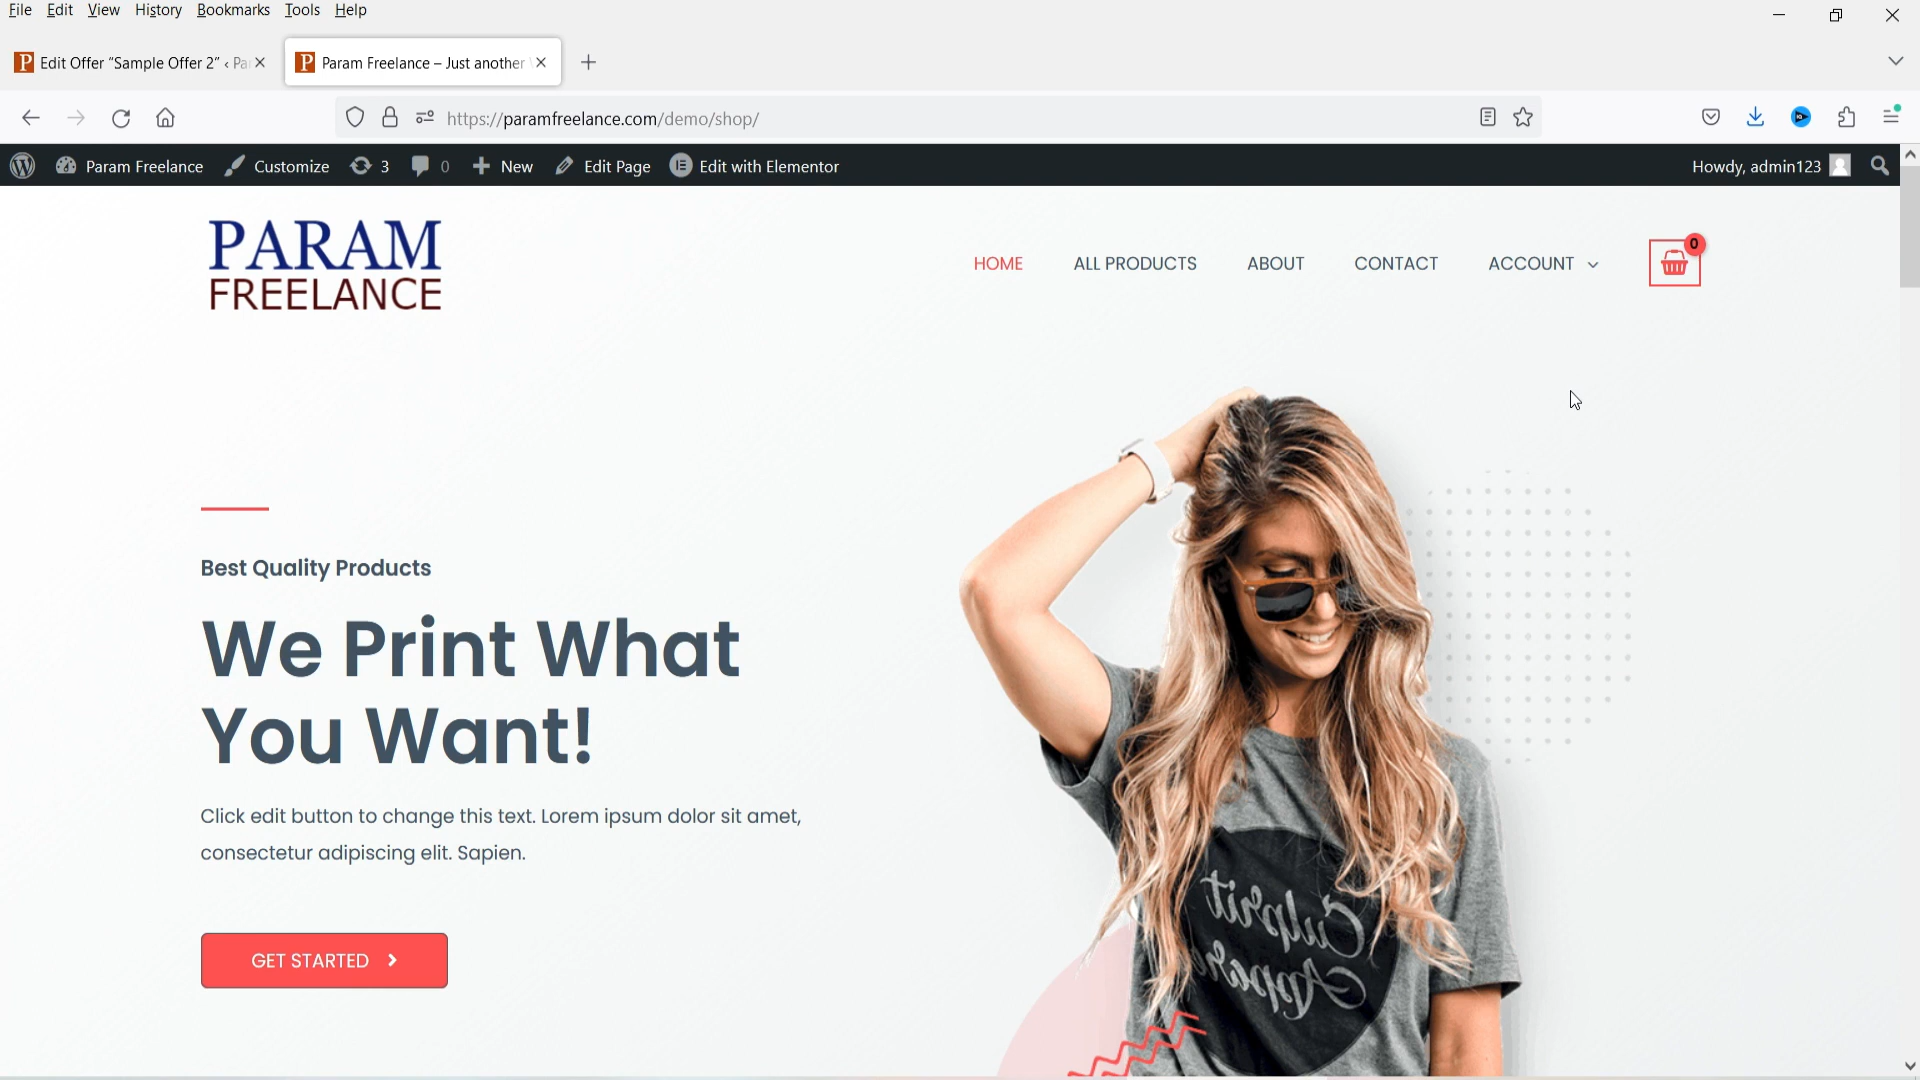 File Edit View History Bookmarks Tools Help
Edit Offer “Sample Offer 2” ‹ Pa
Param Freelance – Just another
https://paramfreelance.com/demo/shop/
Param Freelance Customize 3 0 New Edit Page Edit with Elementor
Howdy, admin123
PARAM
FREELANCE
HOME ALL PRODUCTS ABOUT CONTACT ACCOUNT
0
Best Quality Products
We Print What
You Want!
Click edit button to change this text. Lorem ipsum dolor sit amet,
consectetur adipiscing elit. Sapien.
GET STARTED
Culprit
Apparel